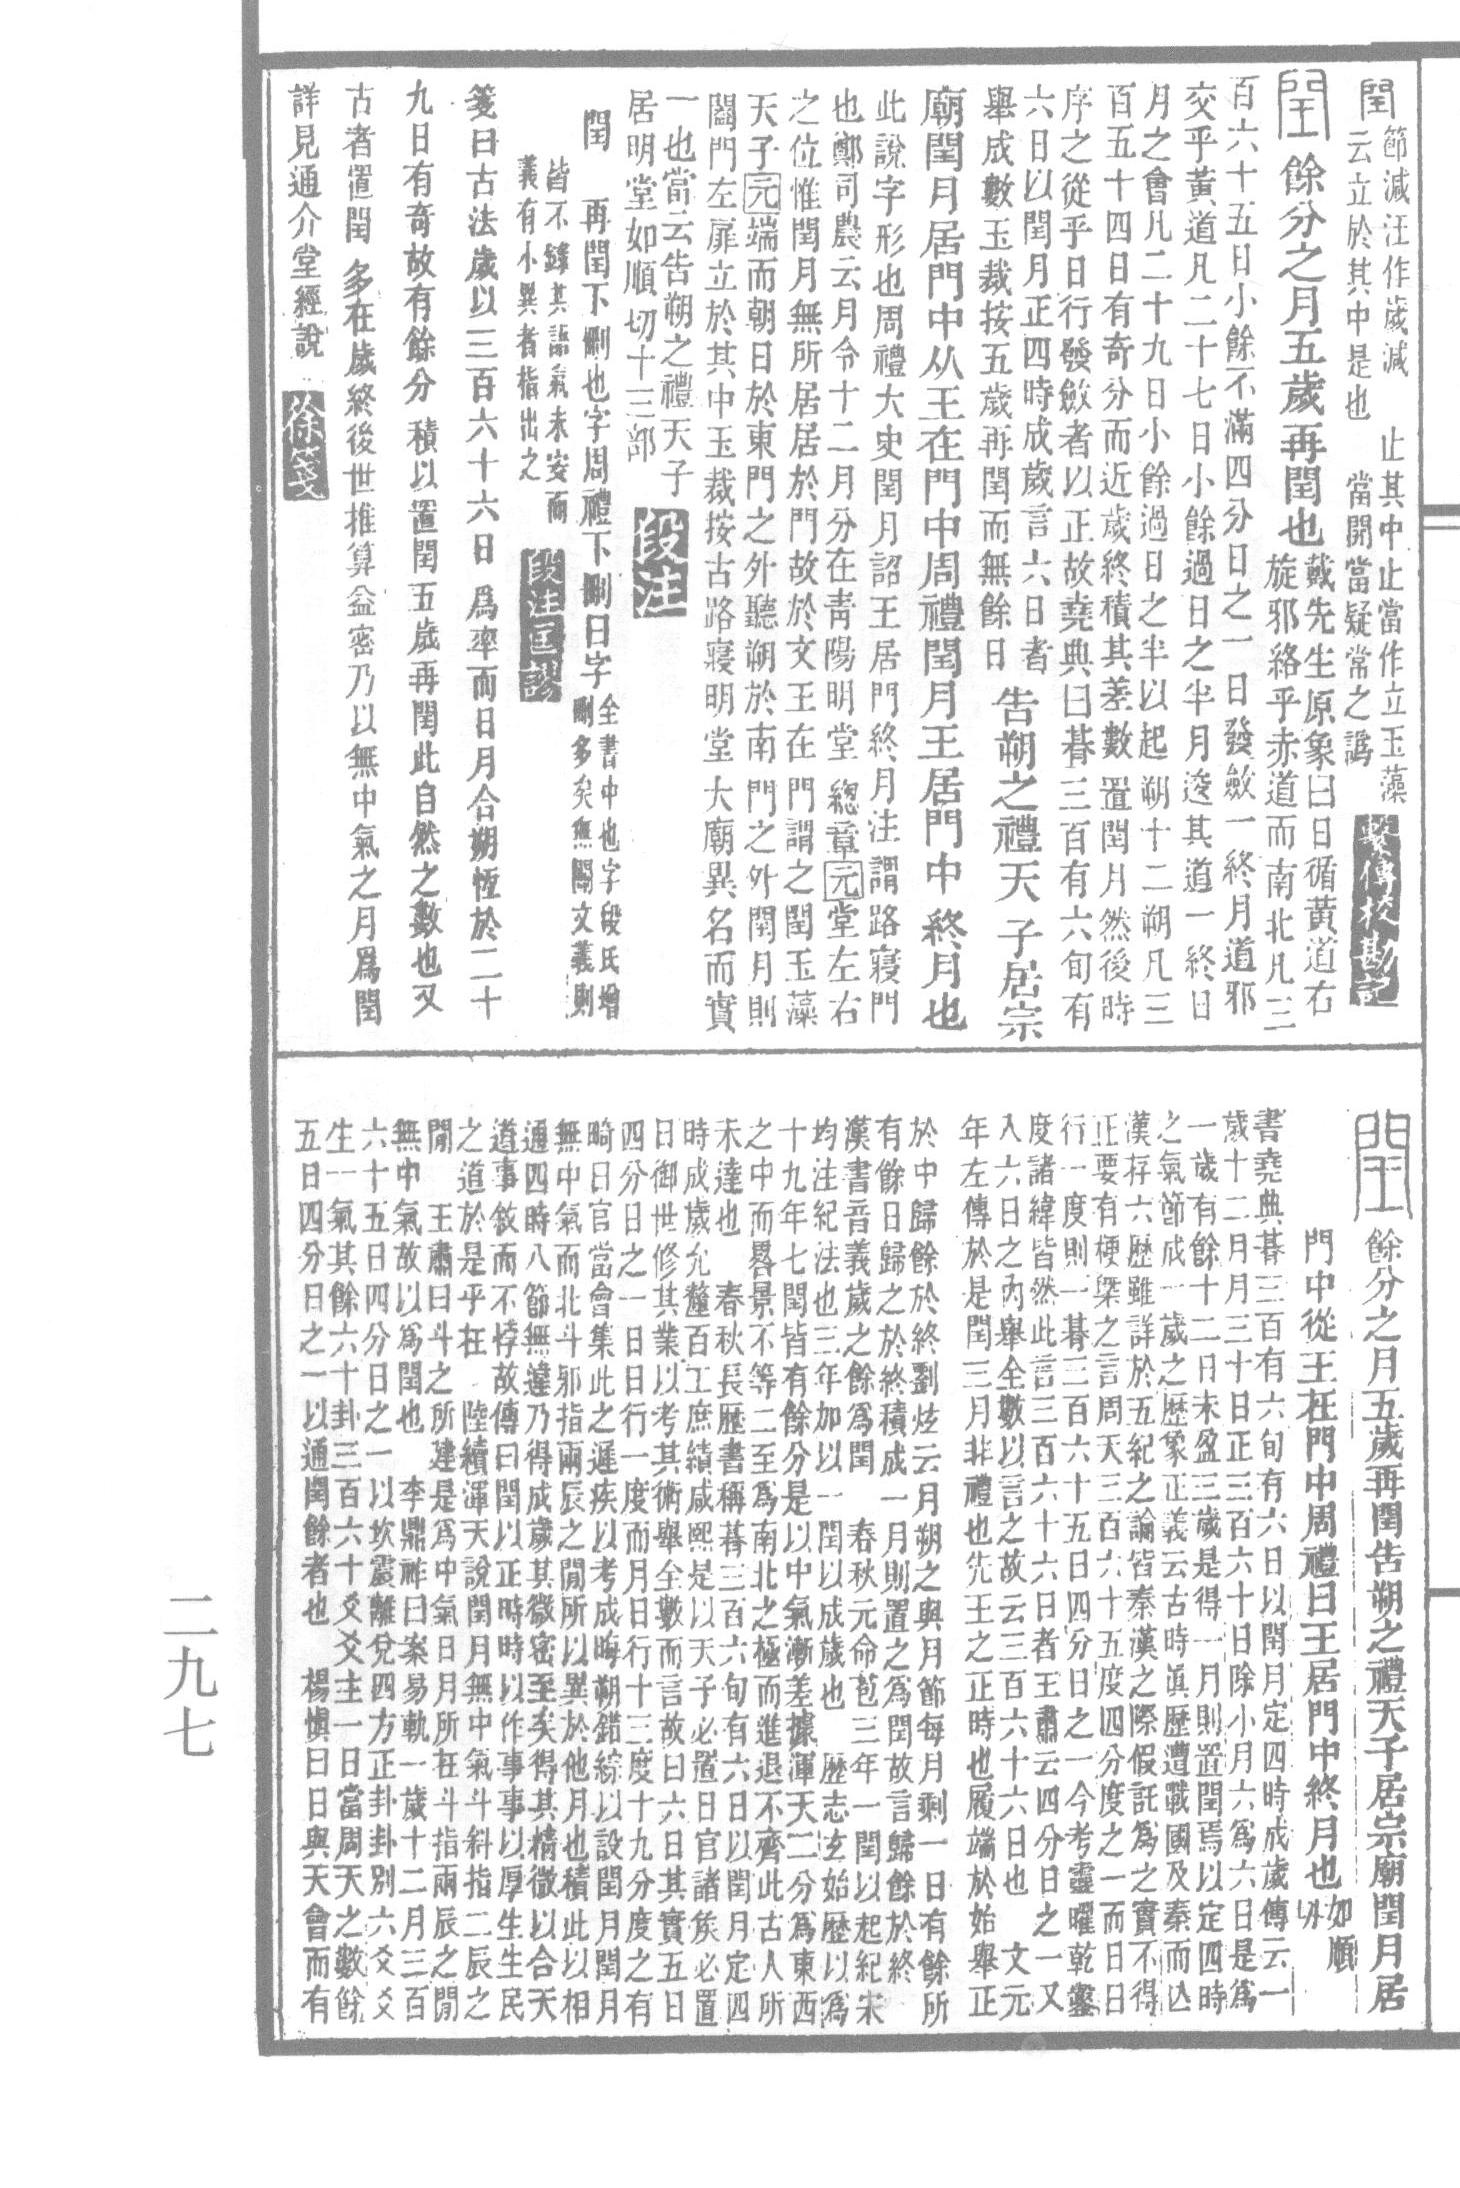 閏 節減汪作歲減 止其中止當作立玉藻
云立於其中是也 當開當疑常之譌 繫傳校勘記
閏 餘分之月五歲再閏也 戴先生原象曰日循黃道右
旋邪絡乎赤道而南北凡三
百六十五日小餘不滿四分日之一日發斂一終月道邪
交乎黃道凡二十七日小餘過日之半月逡其道一終日
月之會凡二十九日小餘過日之半以起朔十二朔凡三
百五十四日有奇分而近歲終積其差數置閏月然後時
序之從乎日行發斂者以正故堯典曰朞三百有六旬有
六日以閏月正四時成歲言六日者
舉成數玉裁按五歲再閏而無餘日 告朔之禮天子居宗
廟閏月居門中从王在門中周禮閏月王居門中終月也
此說字形也周禮大史閏月詔王居門終月注謂路寢門
也鄭司農云月令十二月分在青陽明堂總章元堂左右
之位惟閏月無所居居於門故於文王在門謂之閏玉藻
天子元端而朝日於東門之外聽朔於南門之外閏月則
闔門左扉立於其中玉裁按古路寢明堂大廟異名而實
一也當云告朔之禮天子
居明堂如順切十三部 段注
閏 再閏下刪也字周禮下刪曰字 全書中也字段氏增
刪多矣無關文義則
皆不錄其語氣未安而
義有小異者指出之 段注匡謬
箋曰古法歲以三百六十六日爲率而日月合朔恆於二十
九日有奇故有餘分積以置閏五歲再閏此自然之數也又
古者置閏多在歲終後世推算益密乃以無中氣之月爲閏
詳見通介堂經說 徐箋
閏 餘分之月五歲再閏告朔之禮天子居宗廟閏月居
門中從王在門中周禮曰王居門中終月也 如順
切
書堯典朞三百有六旬有六日以閏月定四時成歲傳云一
歲十二月月三十日正三百六十日除小月六爲六日是爲
一歲有餘十二日未盈三歲是得一月則置閏焉以定四時
之氣節成一歲之歷象正義云古時眞歷遭戰國及秦而亾
漢存六歷雖詳於五紀之論皆秦漢之際假託爲之實不得
正要有梗槩之言周天三百六十五度四分度之一而日日
行一度則一朞三百六十五日四分日之一今考靈曜乾鑿
度諸緯皆然此言三百六十六日者王肅云四分日之一又
入六日之內舉全數以言之故云三百六十六日也 文元
年左傳於是閏三月非禮也先王之正時也履端於始舉正
於中歸餘於終劉炫云月朔之與月節每月剩一日有餘所
有餘日歸之於終積成一月則置之爲閏故言歸餘於終
漢書音義歲之餘爲閏 春秋元命苞三年一閏以起紀宋
均注紀法也三年加以一閏以成歲也 歷志玄始歷以爲
十九年七閏皆有餘分是以中氣漸差據渾天二分爲東西
之中而晷景不等二至爲南北之極而進退不齊此古人所
未達也 春秋長歷書稱朞三百六旬有六日以閏月定四
時成歲允釐百工庶績咸熙是以天子必置日官諸矦必置
日御世修其業以考其術舉全數而言故曰六日其實五日
四分日之一日日行一度而月日行十三度十九分度之有
畸日官當會集此之遲疾以考成晦朔錯綜以設閏月閏月
無中氣而北斗邪指兩辰之閒所以異於他月也積此以相
通四時八節無違乃得成歲其微密至矣得其精微以合天
道事敘而不悖故傳曰閏以正時時以作事事以厚生生民
之道於是乎在 陸續渾天說閏月無中氣斗斜指二辰之
閒 王肅曰斗之所建是爲中氣日月所在斗指兩辰之閒
無中氣故以爲閏也 李鼎祚曰案易軌一歲十二月三百
六十五日四分日之一以坎震離兌四方正卦卦別六爻爻
生一氣其餘六十卦三百六十爻爻主一日當周天之數餘
五日四分日之一以通閏餘者也 楊愼曰日與天會而有
二九七